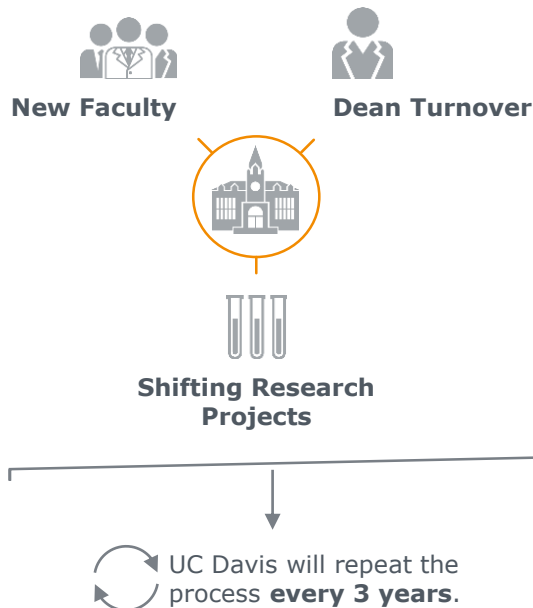 New Faculty
Dean Turnover
Shifting Research
Projects
UC Davis will repeat the
process every 3 years.